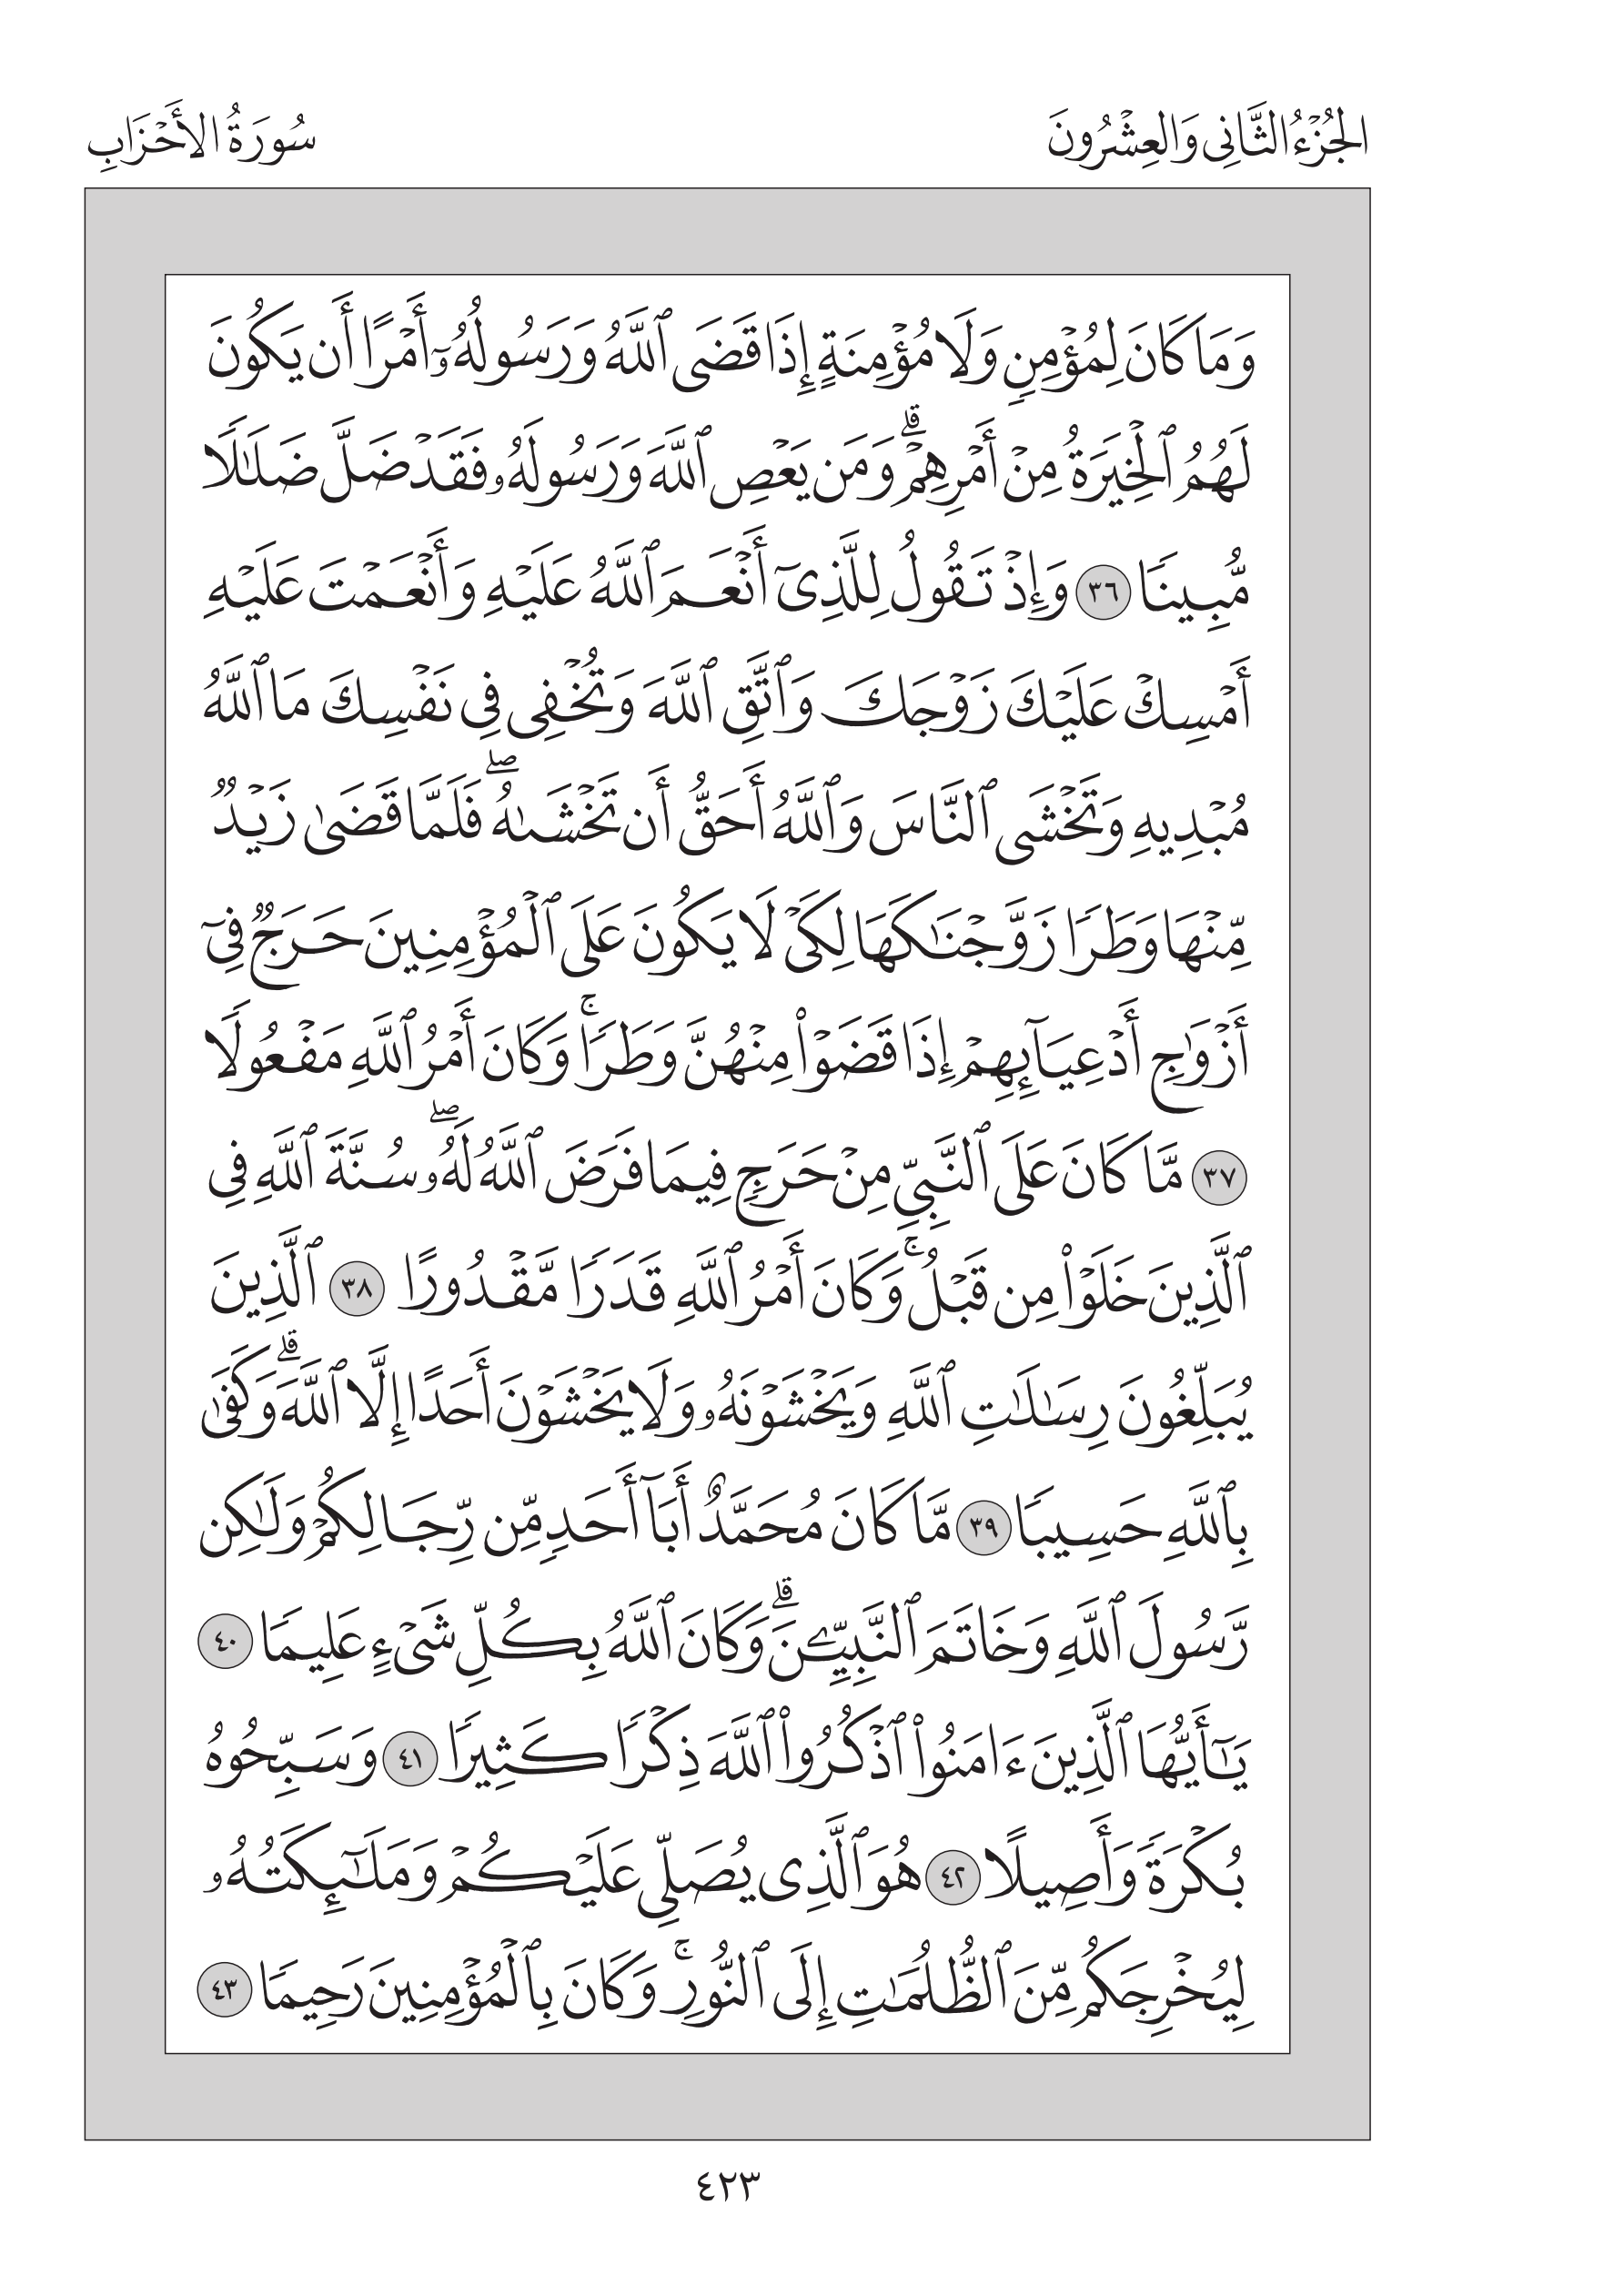 الجُزْءُ الثَّانِى وَالعِشْرُونَ
سُورَةُ الأَحْزَابِ
وَمَا كَانَ لِمُؤْمِنٍ وَلَا مُؤْمِنَةٍ إِذَا قَضَى ٱللَّهُ وَرَسُولُهُۥٓ أَمْرًا أَن يَكُونَ
لَهُمُ ٱلْخِيَرَةُ مِنْ أَمْرِهِمْ ۗ وَمَن يَعْصِ ٱللَّهَ وَرَسُولَهُۥ فَقَدْ ضَلَّ ضَلَـٰلًا
مُّبِينًا ٣٦ وَإِذْ تَقُولُ لِلَّذِىٓ أَنْعَمَ ٱللَّهُ عَلَيْهِ وَأَنْعَمْتَ عَلَيْهِ
أَمْسِكْ عَلَيْكَ زَوْجَكَ وَٱتَّقِ ٱللَّهَ وَتُخْفِى فِى نَفْسِكَ مَا ٱللَّهُ
مُبْدِيهِ وَتَخْشَى ٱلنَّاسَ وَٱللَّهُ أَحَقُّ أَن تَخْشَىٰهُ ۖ فَلَمَّا قَضَىٰ زَيْدٌ
مِّنْهَا وَطَرًا زَوَّجْنَـٰكَهَا لِكَىْ لَا يَكُونَ عَلَى ٱلْمُؤْمِنِينَ حَرَجٌ فِىٓ
أَزْوَٰجِ أَدْعِيَآئِهِمْ إِذَا قَضَوْا۟ مِنْهُنَّ وَطَرًا ۚ وَكَانَ أَمْرُ ٱللَّهِ مَفْعُولًا
٣٧ مَّا كَانَ عَلَى ٱلنَّبِىِّ مِنْ حَرَجٍ فِيمَا فَرَضَ ٱللَّهُ لَهُۥ ۖ سُنَّةَ ٱللَّهِ فِى
ٱلَّذِينَ خَلَوْا۟ مِن قَبْلُ ۚ وَكَانَ أَمْرُ ٱللَّهِ قَدَرًا مَّقْدُورًا ٣٨ ٱلَّذِينَ
يُبَلِّغُونَ رِسَـٰلَـٰتِ ٱللَّهِ وَيَخْشَوْنَهُۥ وَلَا يَخْشَوْنَ أَحَدًا إِلَّا ٱللَّهَ ۗ وَكَفَىٰ
بِٱللَّهِ حَسِيبًا ٣٩ مَّا كَانَ مُحَمَّدٌ أَبَآ أَحَدٍ مِّن رِّجَالِكُمْ وَلَـٰكِن
رَّسُولَ ٱللَّهِ وَخَاتَمَ ٱلنَّبِيِّـۧنَ ۗ وَكَانَ ٱللَّهُ بِكُلِّ شَىْءٍ عَلِيمًا ٤٠
يَـٰٓأَيُّهَا ٱلَّذِينَ ءَامَنُوا۟ ٱذْكُرُوا۟ ٱللَّهَ ذِكْرًا كَثِيرًا ٤١ وَسَبِّحُوهُ
بُكْرَةً وَأَصِيلًا ٤٢ هُوَ ٱلَّذِى يُصَلِّى عَلَيْكُمْ وَمَلَـٰٓئِكَتُهُۥ
لِيُخْرِجَكُم مِّنَ ٱلظُّلُمَـٰتِ إِلَى ٱلنُّورِ ۚ وَكَانَ بِٱلْمُؤْمِنِينَ رَحِيمًا ٤٣
٤٢٣